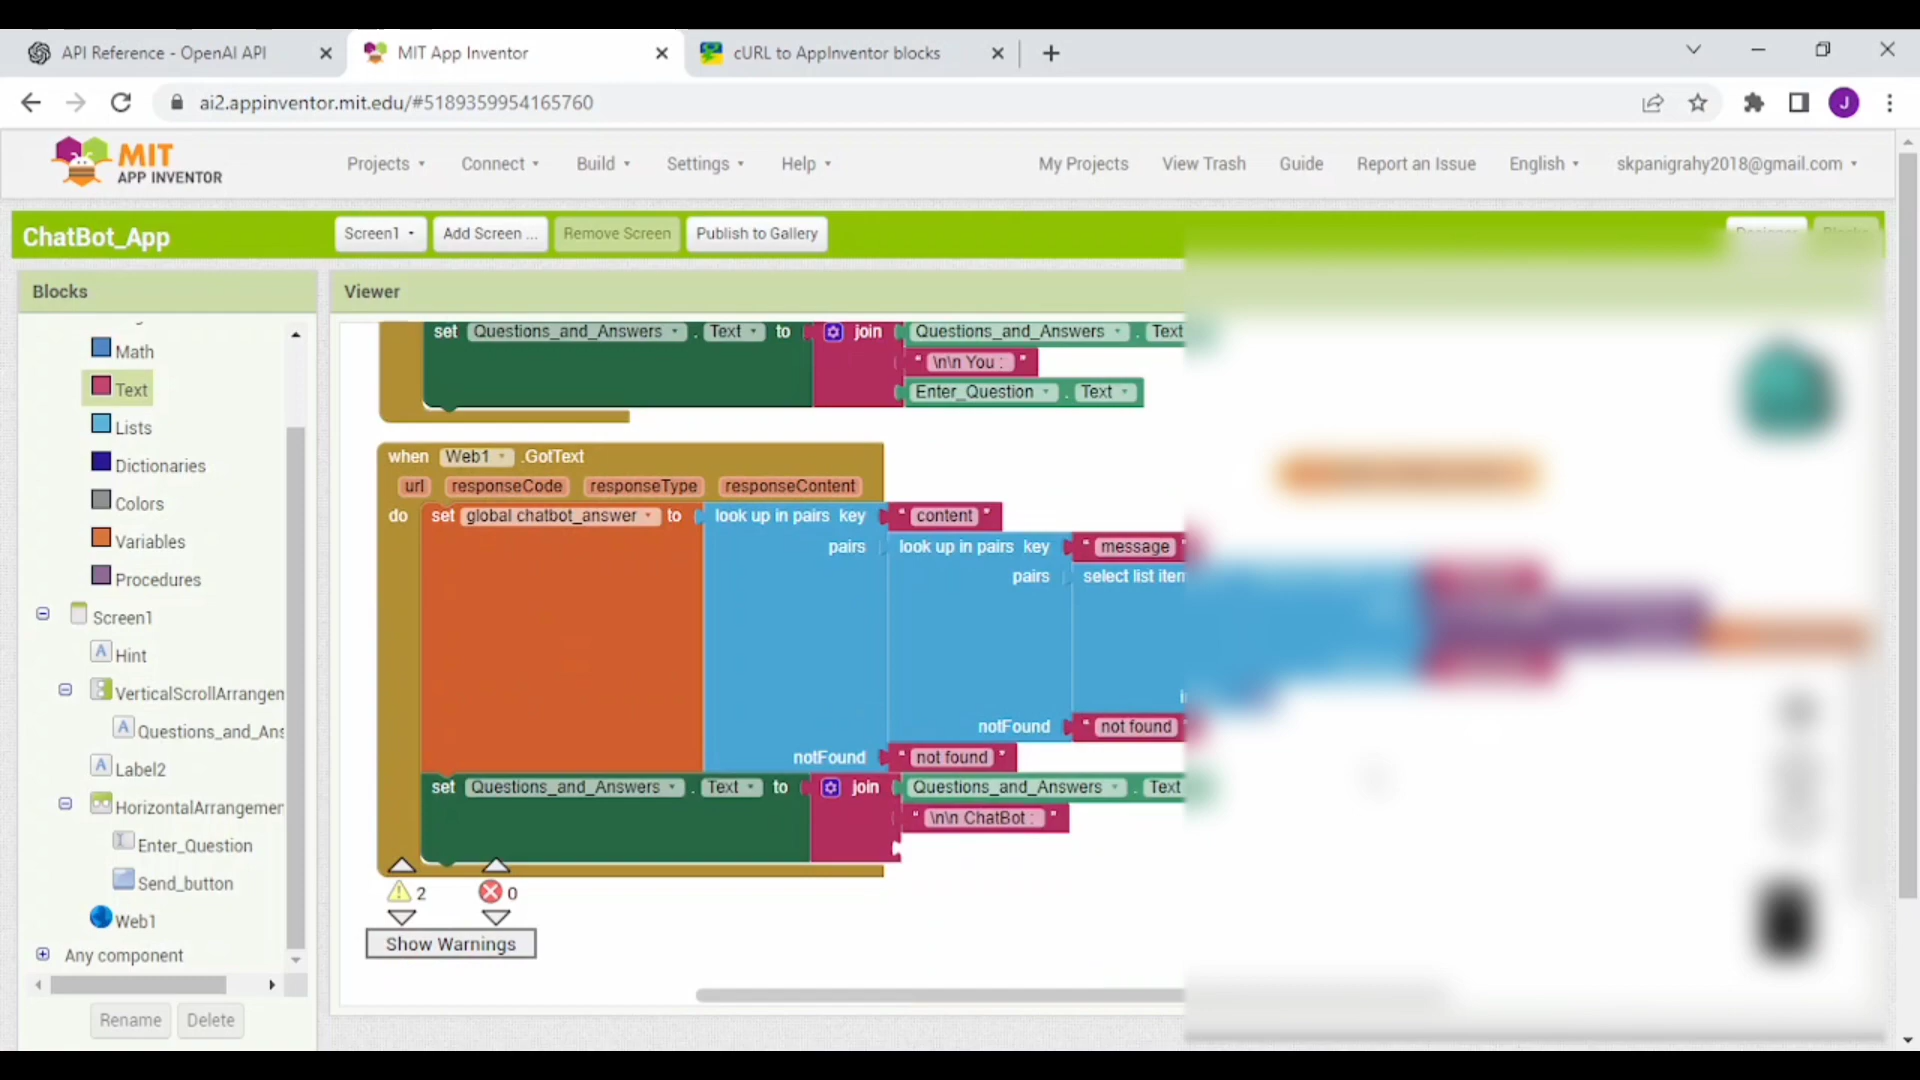 API Reference - OpenAI API
MIT App Inventor
cURL to AppInventor blocks
ai2.appinventor.mit.edu/#5189359954165760
J
MIT
APP INVENTOR
Projects
Connect
Build
Settings
Help
My Projects
View Trash
Guide
Report an Issue
English
skpanigrahy2018@gmail.com
ChatBot_App
Screen1
Add Screen ...
Remove Screen
Publish to Gallery
Blocks
Viewer
Math
Text
Lists
Dictionaries
Colors
Variables
Procedures
Screen1
Hint
VerticalScrollArrangen
Questions_and_Ans
Label2
HorizontalArrangemer
Enter_Question
Send_button
Web1
Any component
Rename
Delete
set Questions_and_Answers . Text to join Questions_and_Answers . Text
" \n\n You : "
Enter_Question . Text
when Web1 .GotText
url responseCode responseType responseContent
do set global chatbot_answer to look up in pairs key " content "
pairs look up in pairs key " message "
pairs select list item
notFound " not found "
notFound " not found "
set Questions_and_Answers . Text to join Questions_and_Answers . Text
" \n\n ChatBot : "
2
0
Show Warnings